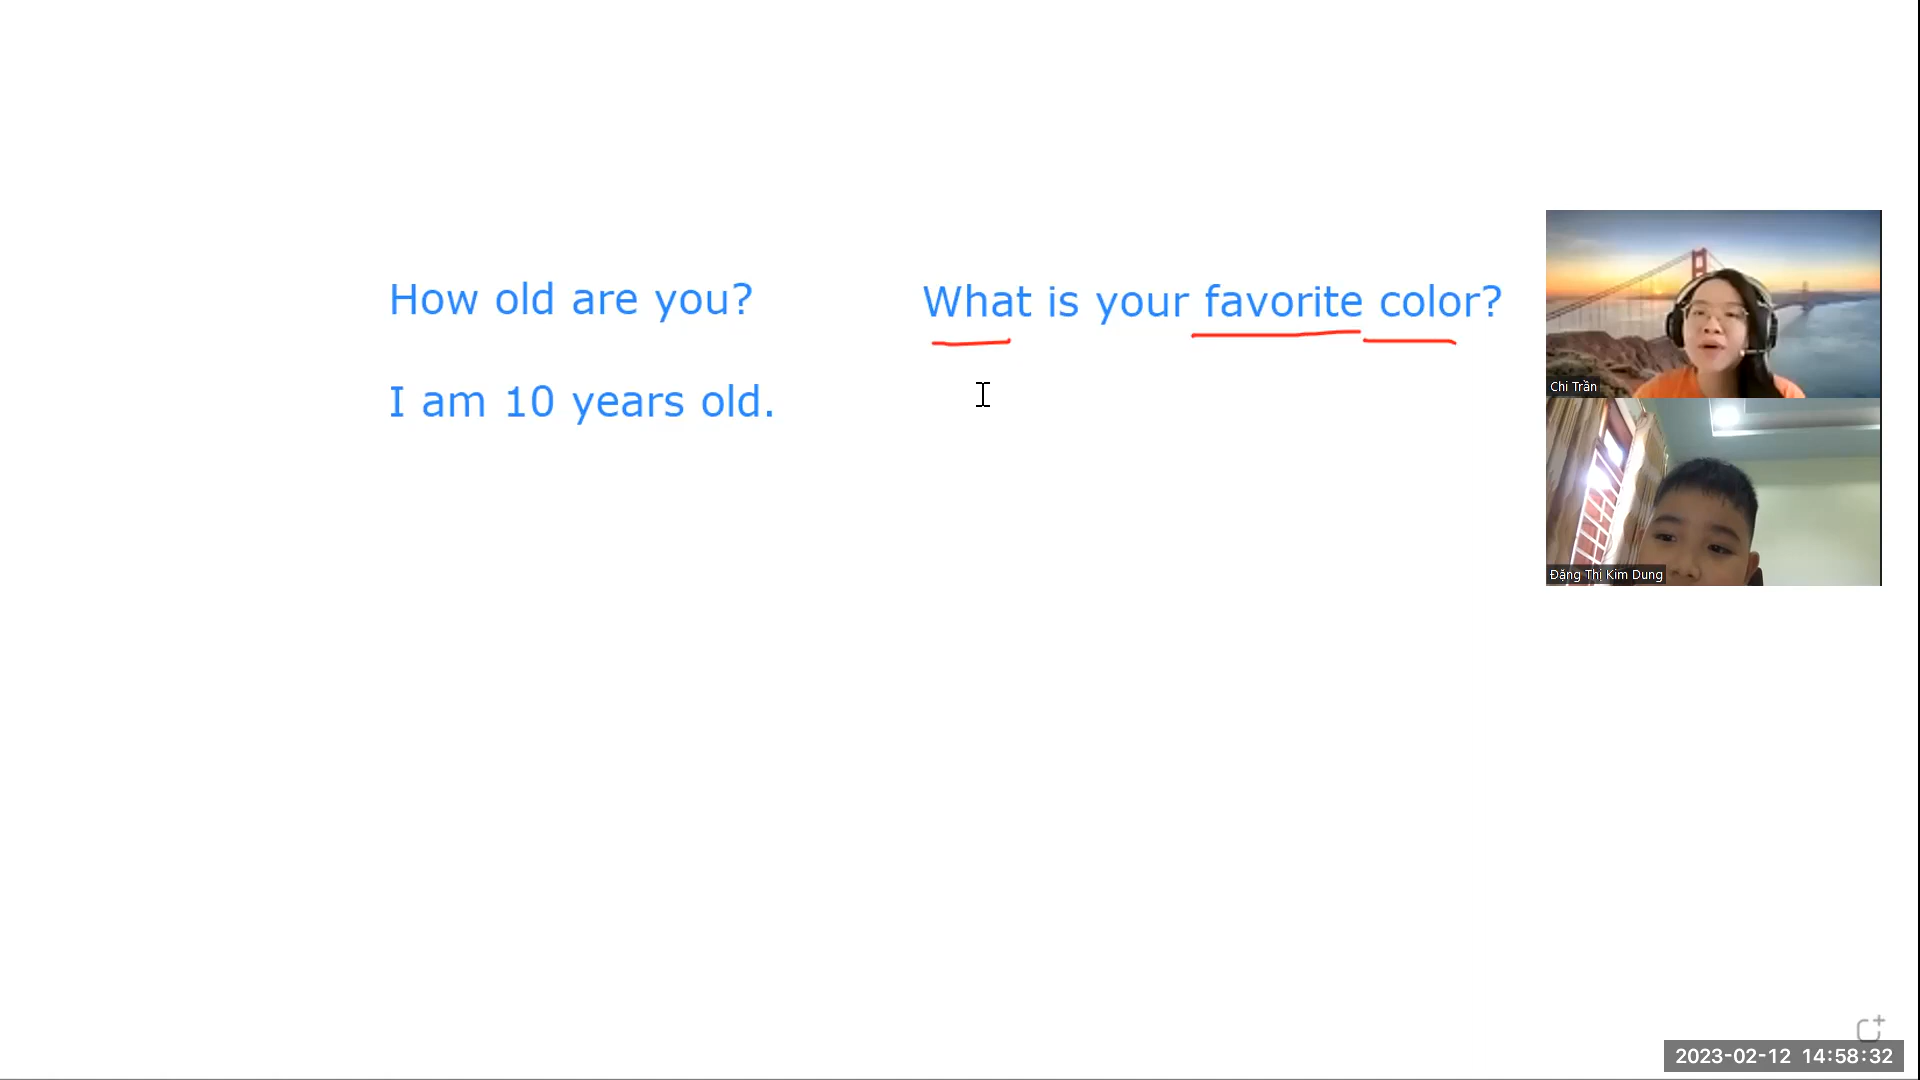 How old are you?
What is your favorite color?
I am 10 years old.
Chi Trần
Đặng Thị Kim Dung
2023-02-12 14:58:32